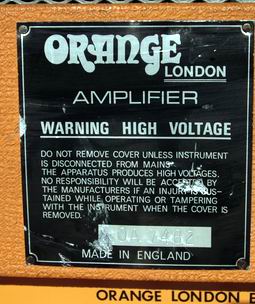 ORANGE
LONDON
AMPLIFIER
WARNING HIGH VOLTAGE
DO NOT REMOVE COVER UNLESS INSTRUMENT
IS DISCONNECTED FROM MAINS
THE APPARATUS PRODUCES HIGH VOLTAGES.
NO RESPONSIBILITY WILL BE ACCEPTED BY
THE MANUFACTURERS IF AN INJURY IS SUS-
TAINED WHILE OPERATING OR TAMPERING
WITH THE INSTRUMENT WHEN THE COVER IS
REMOVED.
MADE IN ENGLAND
ORANGE LONDON